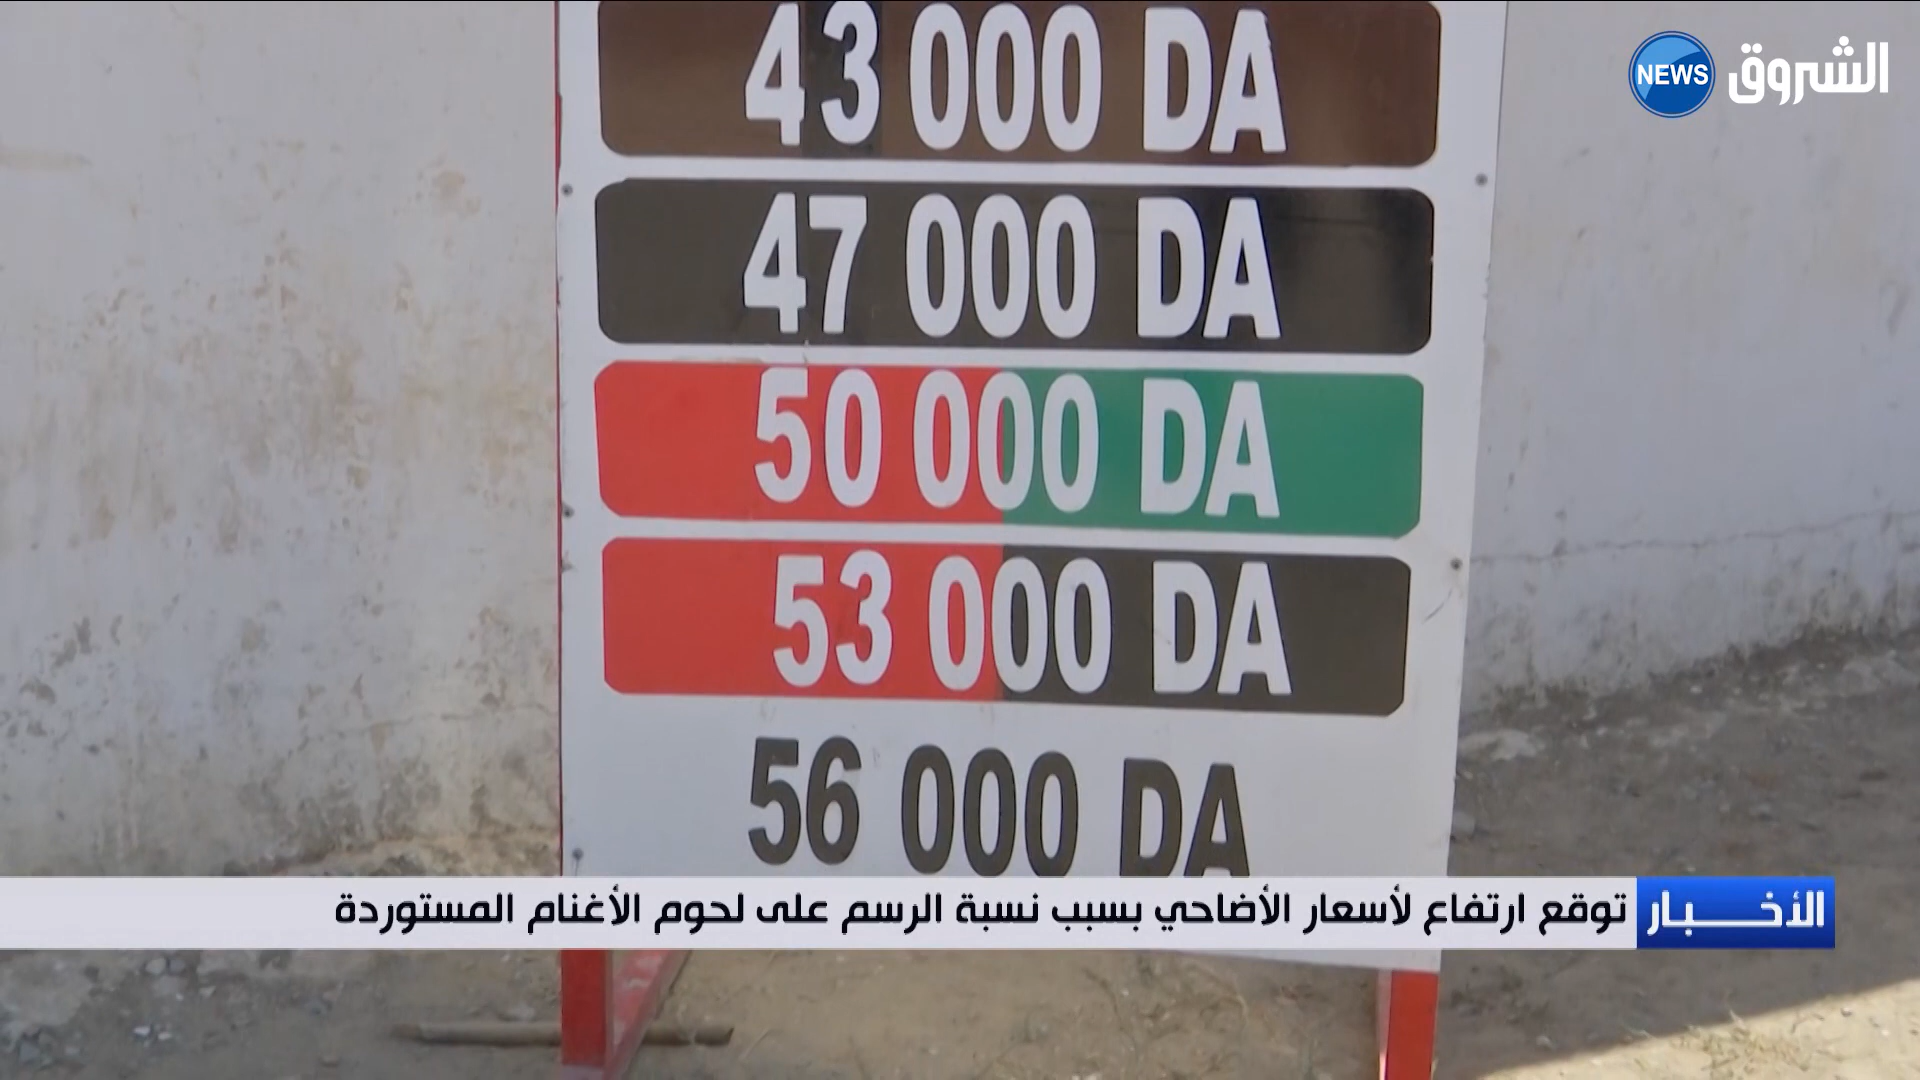 43 000 DA
NEWS الشروق
47 000 DA
50 000 DA
53 000 DA
56 000 DA
الأخبار توقع ارتفاع لأسعار الأضاحي بسبب نسبة الرسم على لحوم الأغنام المستوردة